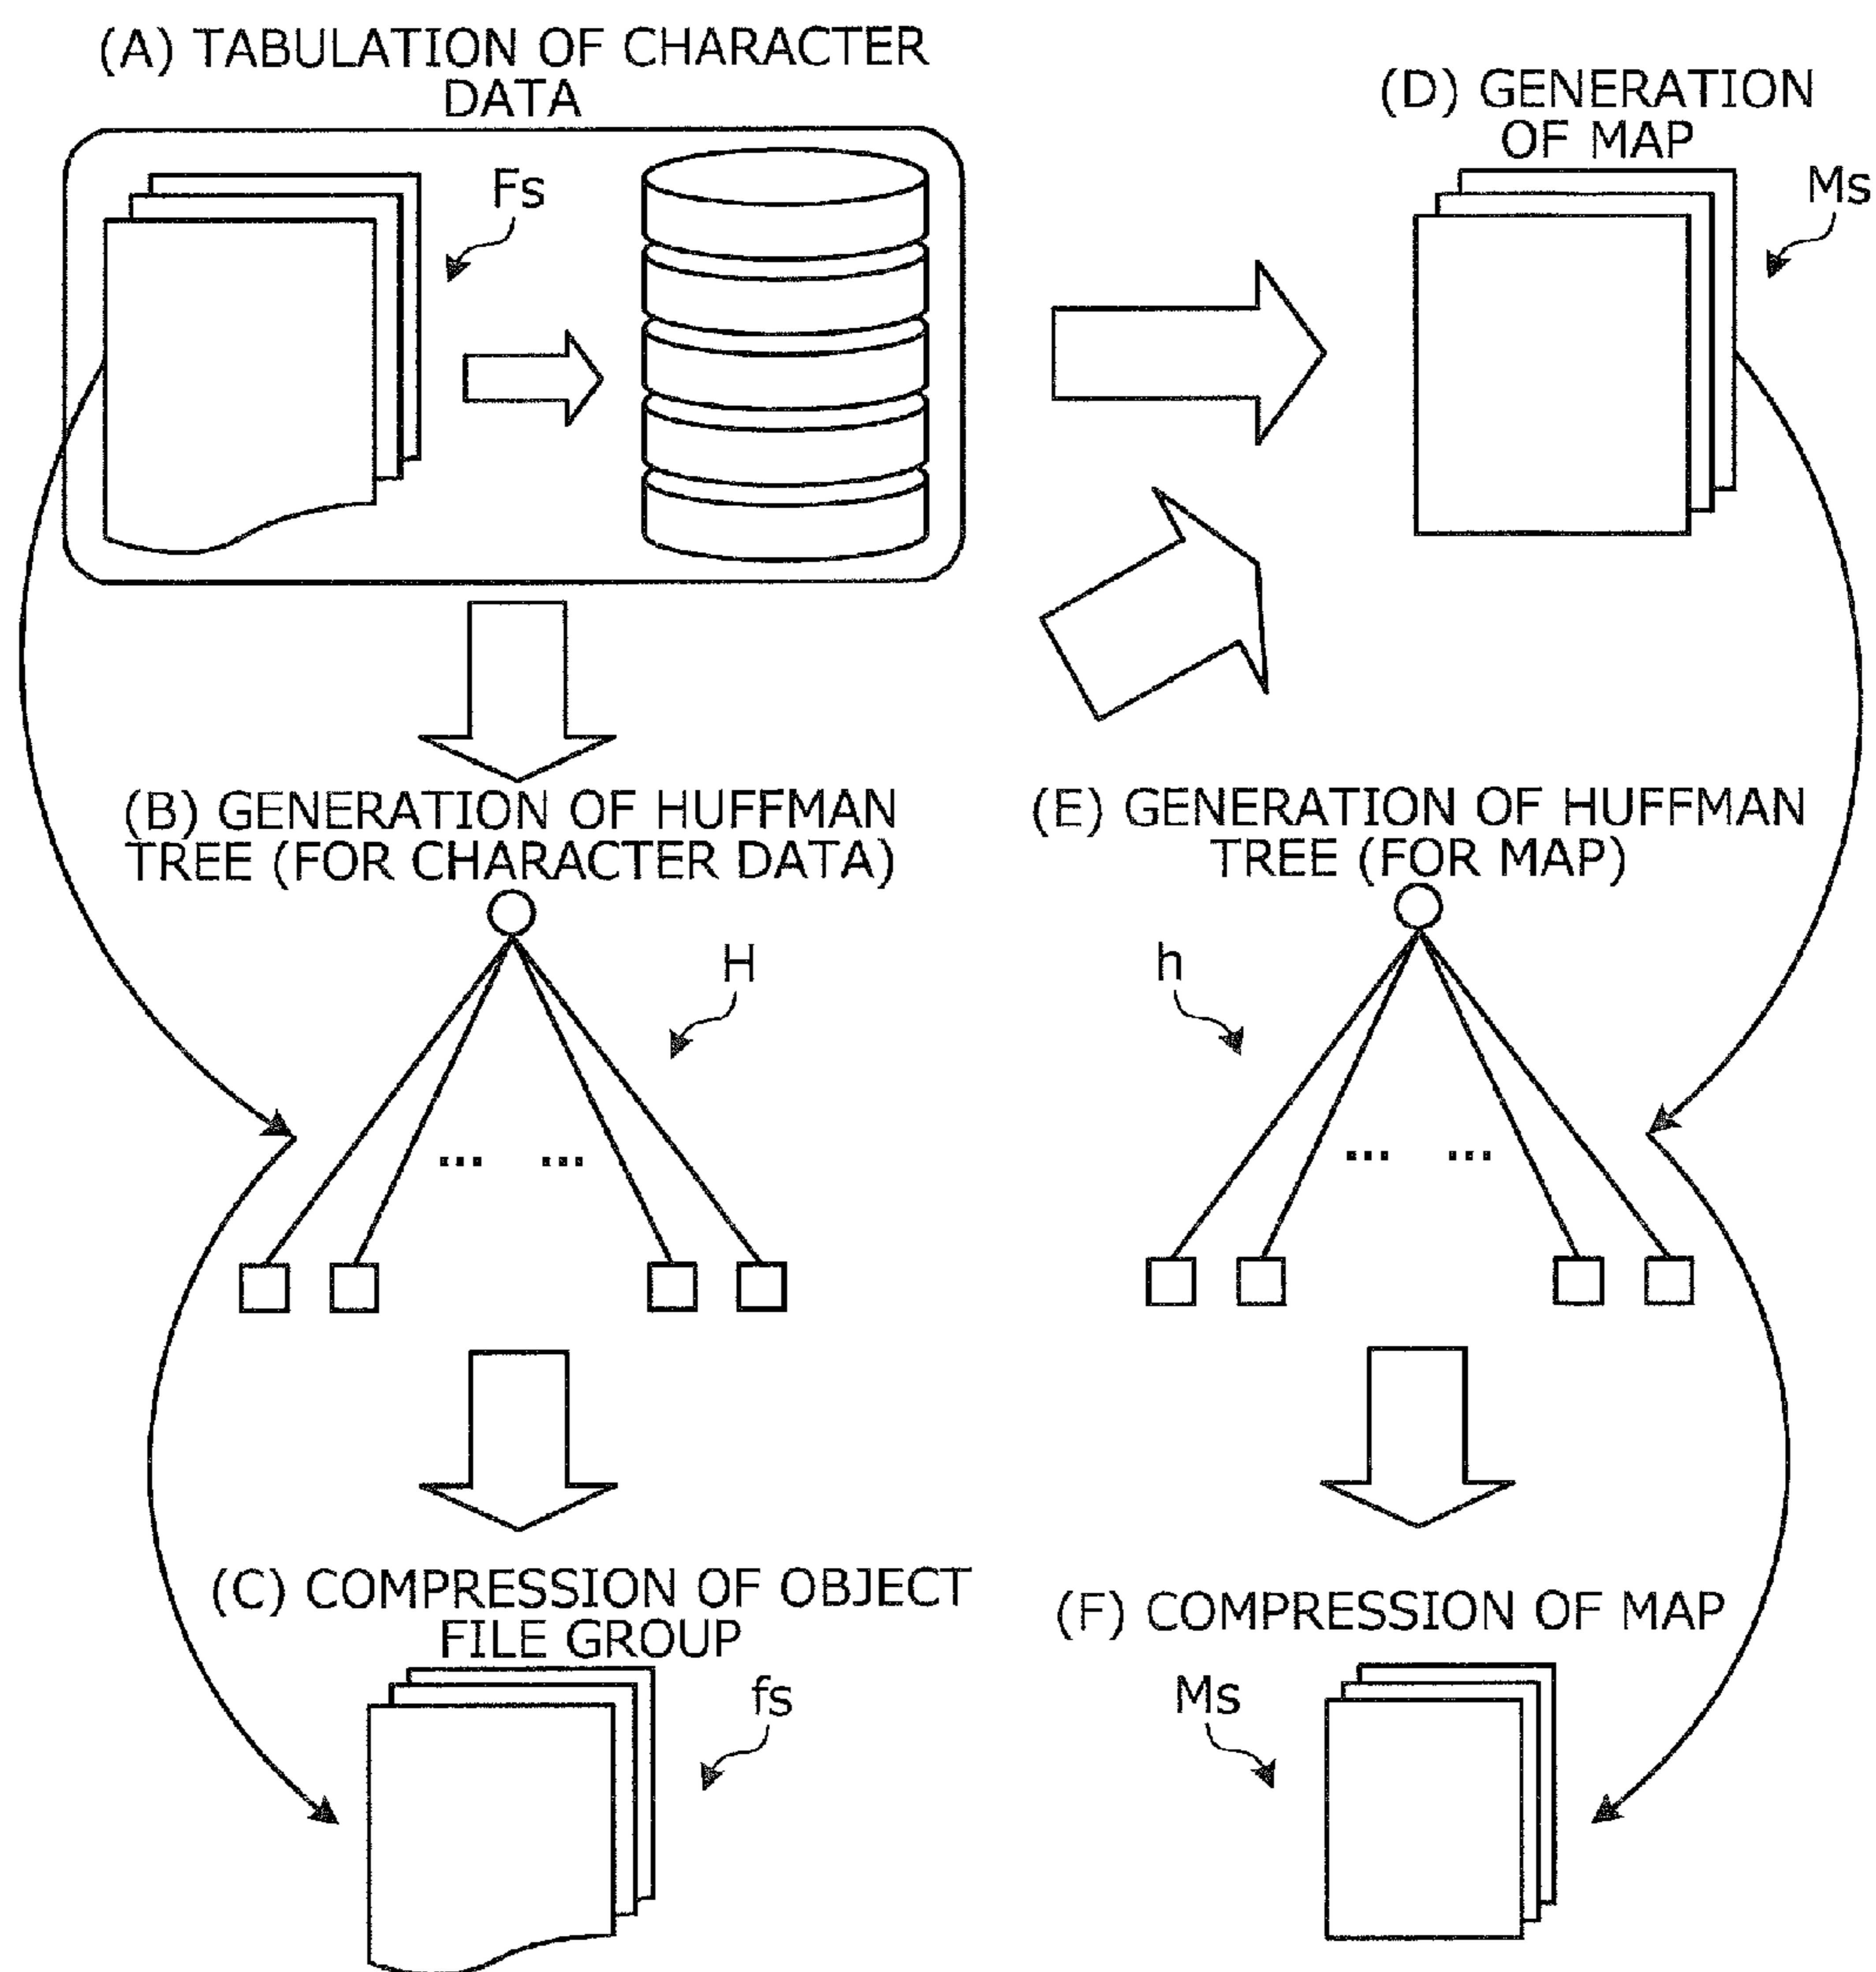 (A) TABULATION OF CHARACTER
DATA
Fs
(D) GENERATION
OF MAP
Ms
(B) GENERATION OF HUFFMAN
TREE (FOR CHARACTER DATA)
H
... ...
(E) GENERATION OF HUFFMAN
TREE (FOR MAP)
h
... ...
(C) COMPRESSION OF OBJECT
FILE GROUP
fs
(F) COMPRESSION OF MAP
Ms